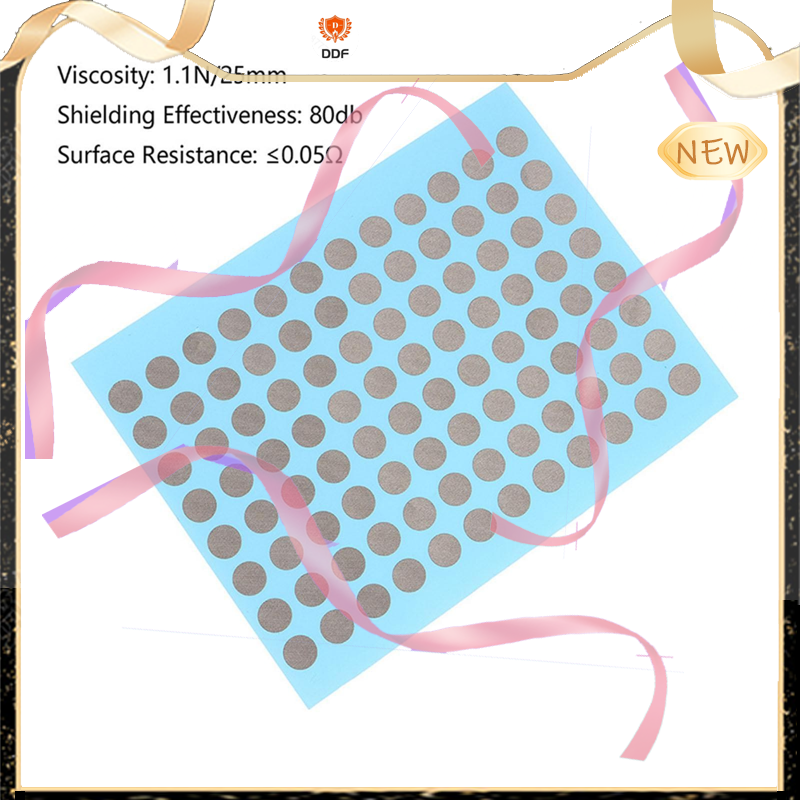 D
DDF
Viscosity: 1.1N/25mm
Shielding Effectiveness: 80db
Surface Resistance: ≤0.05Ω
NEW